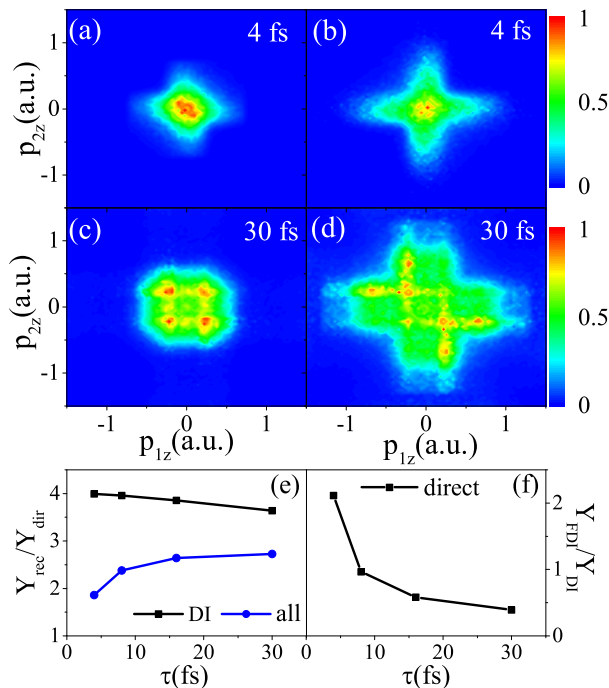 (a) 4 fs (b) 4 fs
1 0 -1
p2z(a.u.)
1
0.5
0
(c) 30 fs (d) 30 fs
1 0 -1
p2z(a.u.)
1
0.5
0
-1 0 1 -1 0 1
p1z(a.u.) p1z(a.u.)
(e) (f)
4
3
2
1
Yrec/Ydir
DI all
direct
2
1
0
YFDI/YDI
0 10 20 30 0 10 20 30
τ(fs) τ(fs)